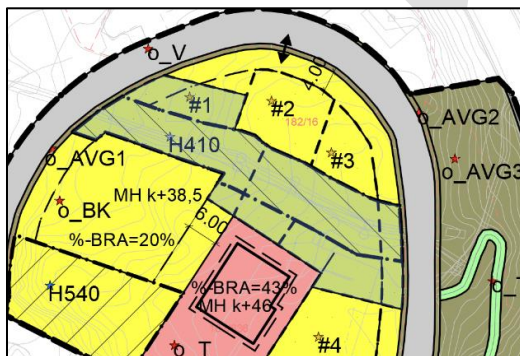 o_V
4.00
#1
#2
182/16
o_AVG2
H410
#3
o_AVG1
o_AVG3
MH k+38,5
o_BK
6.00
%-BRA=20%
%-BRA=43%
H540
MH k+46
#4
o_T